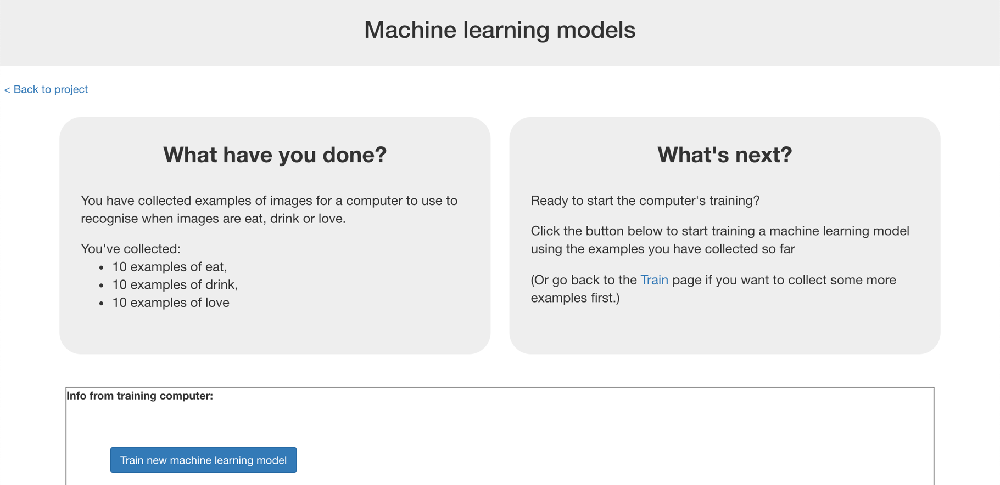 Machine learning models
< Back to project
What have you done?
You have collected examples of images for a computer to use to
recognise when images are eat, drink or love.
You've collected:
10 examples of eat,
10 examples of drink,
10 examples of love
What's next?
Ready to start the computer's training?
Click the button below to start training a machine learning model
using the examples you have collected so far
(Or go back to the Train page if you want to collect some more
examples first.)
Info from training computer:
Train new machine learning model